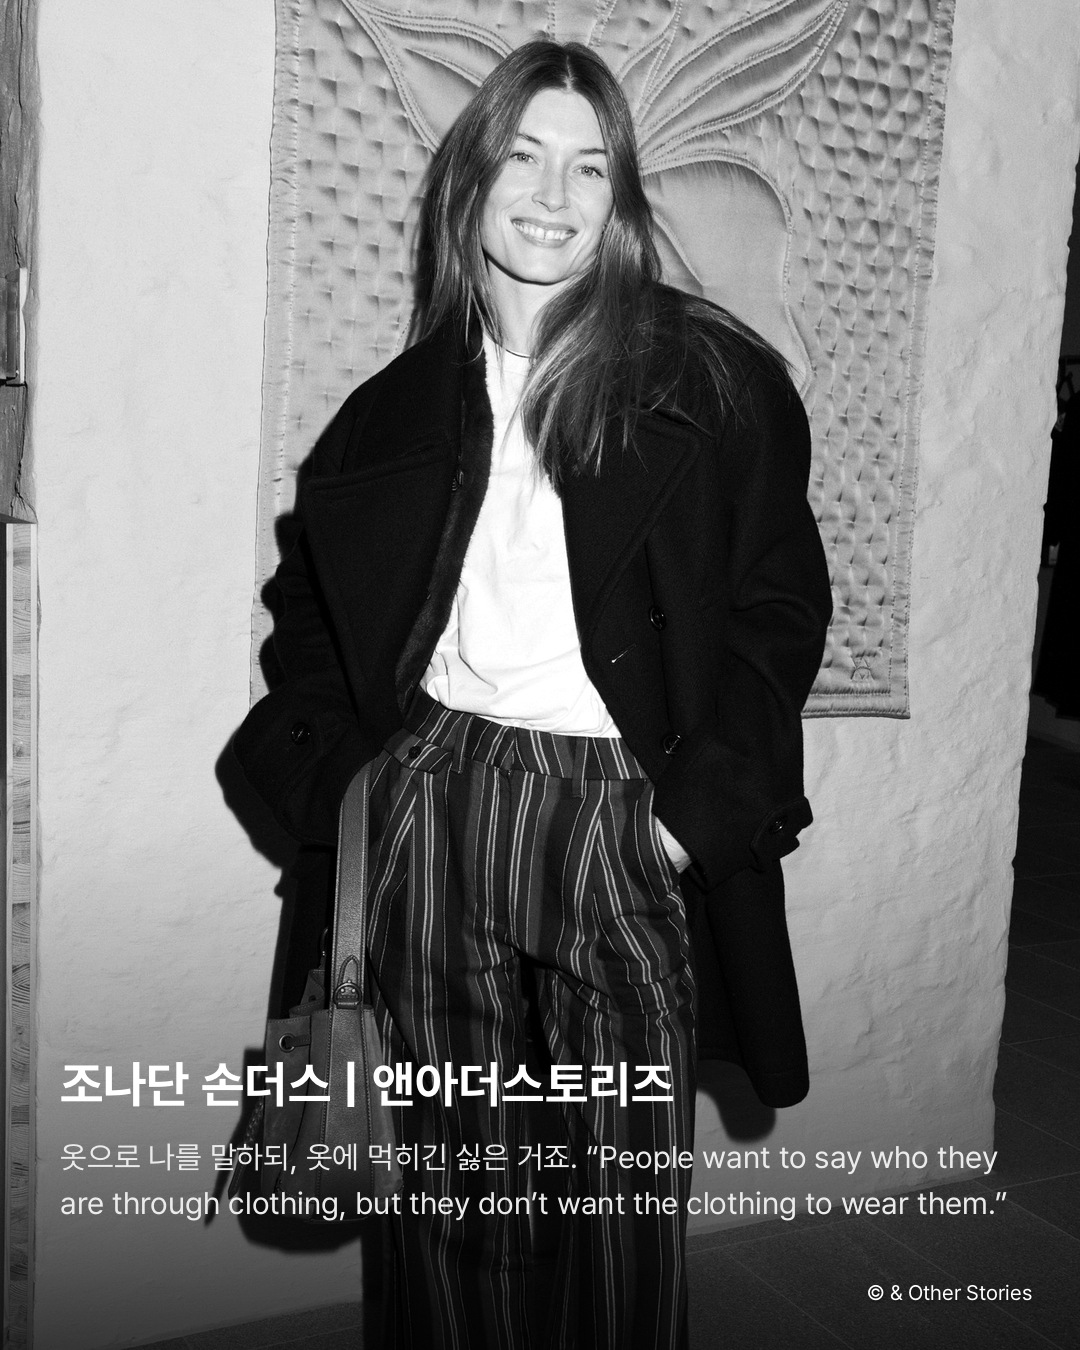 조나단 손더스 | 앤아더스토리즈
옷으로 나를 말하되, 옷에 먹히긴 싫은 거죠. “People want to say who they
are through clothing, but they don’t want the clothing to wear them.”
© & Other Stories